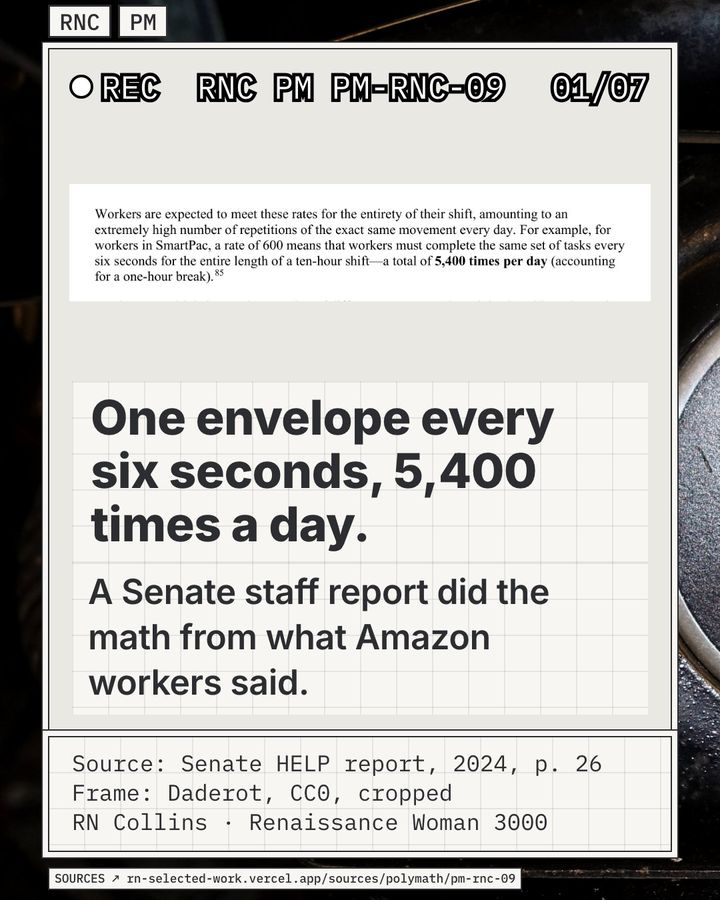 RNC PM
REC RNC PM PM-RNC-09 01/07
Workers are expected to meet these rates for the entirety of their shift, amounting to an
extremely high number of repetitions of the exact same movement every day. For example, for
workers in SmartPac, a rate of 600 means that workers must complete the same set of tasks every
six seconds for the entire length of a ten-hour shift—a total of 5,400 times per day (accounting
for a one-hour break).85
One envelope every
six seconds, 5,400
times a day.
A Senate staff report did the
math from what Amazon
workers said.
Source: Senate HELP report, 2024, p. 26
Frame: Daderot, CC0, cropped
RN Collins · Renaissance Woman 3000
SOURCES ↗ rn-selected-work.vercel.app/sources/polymath/pm-rnc-09